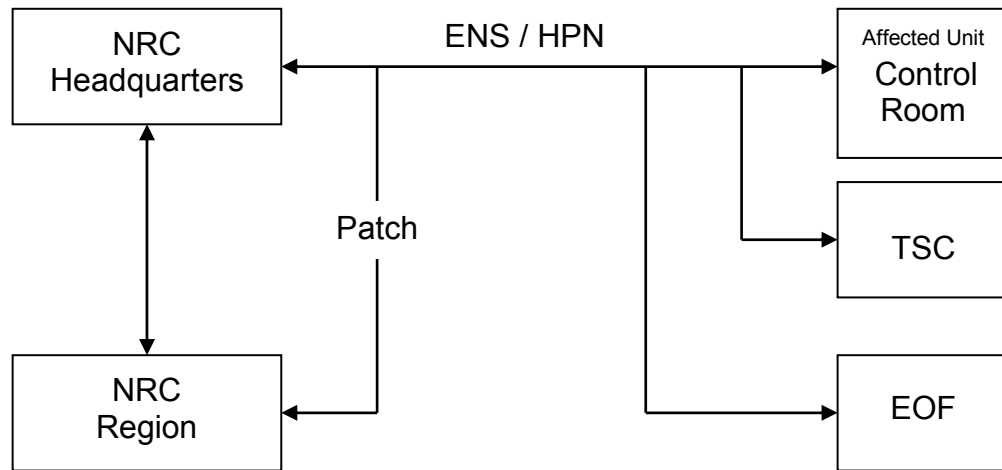 NRC
Headquarters
ENS / HPN
Affected Unit
Control
Room
Patch
TSC
NRC
Region
EOF